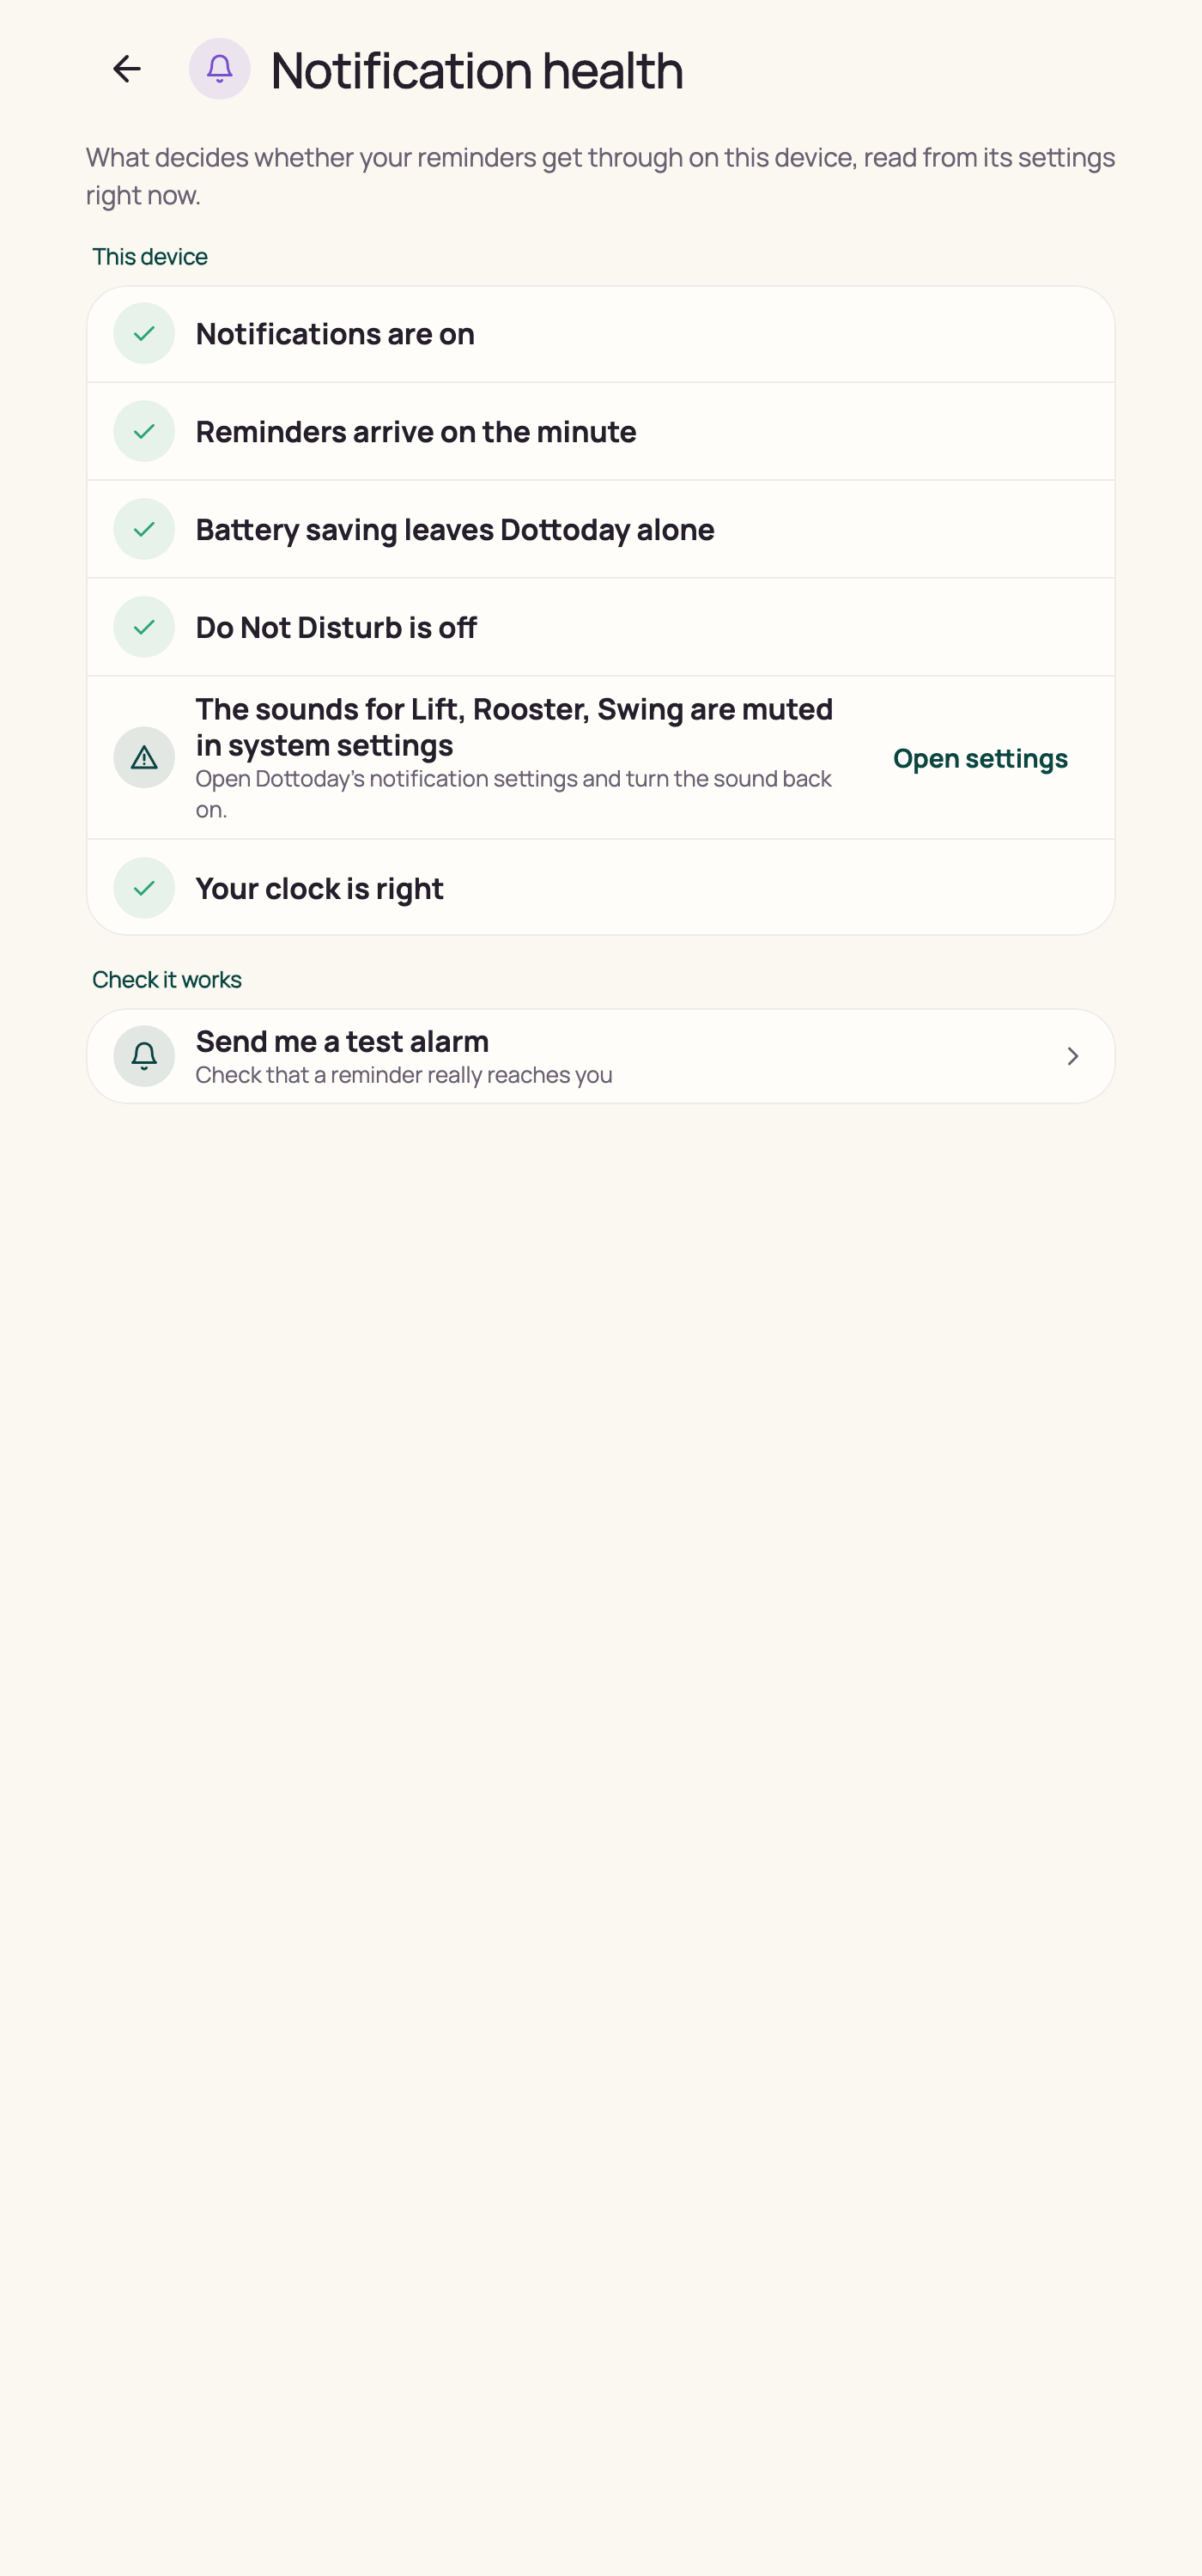 Notification health
What decides whether your reminders get through on this device, read from its settings
right now.
This device
Notifications are on
Reminders arrive on the minute
Battery saving leaves Dottoday alone
Do Not Disturb is off
The sounds for Lift, Rooster, Swing are muted
in system settings
Open Dottoday’s notification settings and turn the sound back
on.
Open settings
Your clock is right
Check it works
Send me a test alarm
Check that a reminder really reaches you